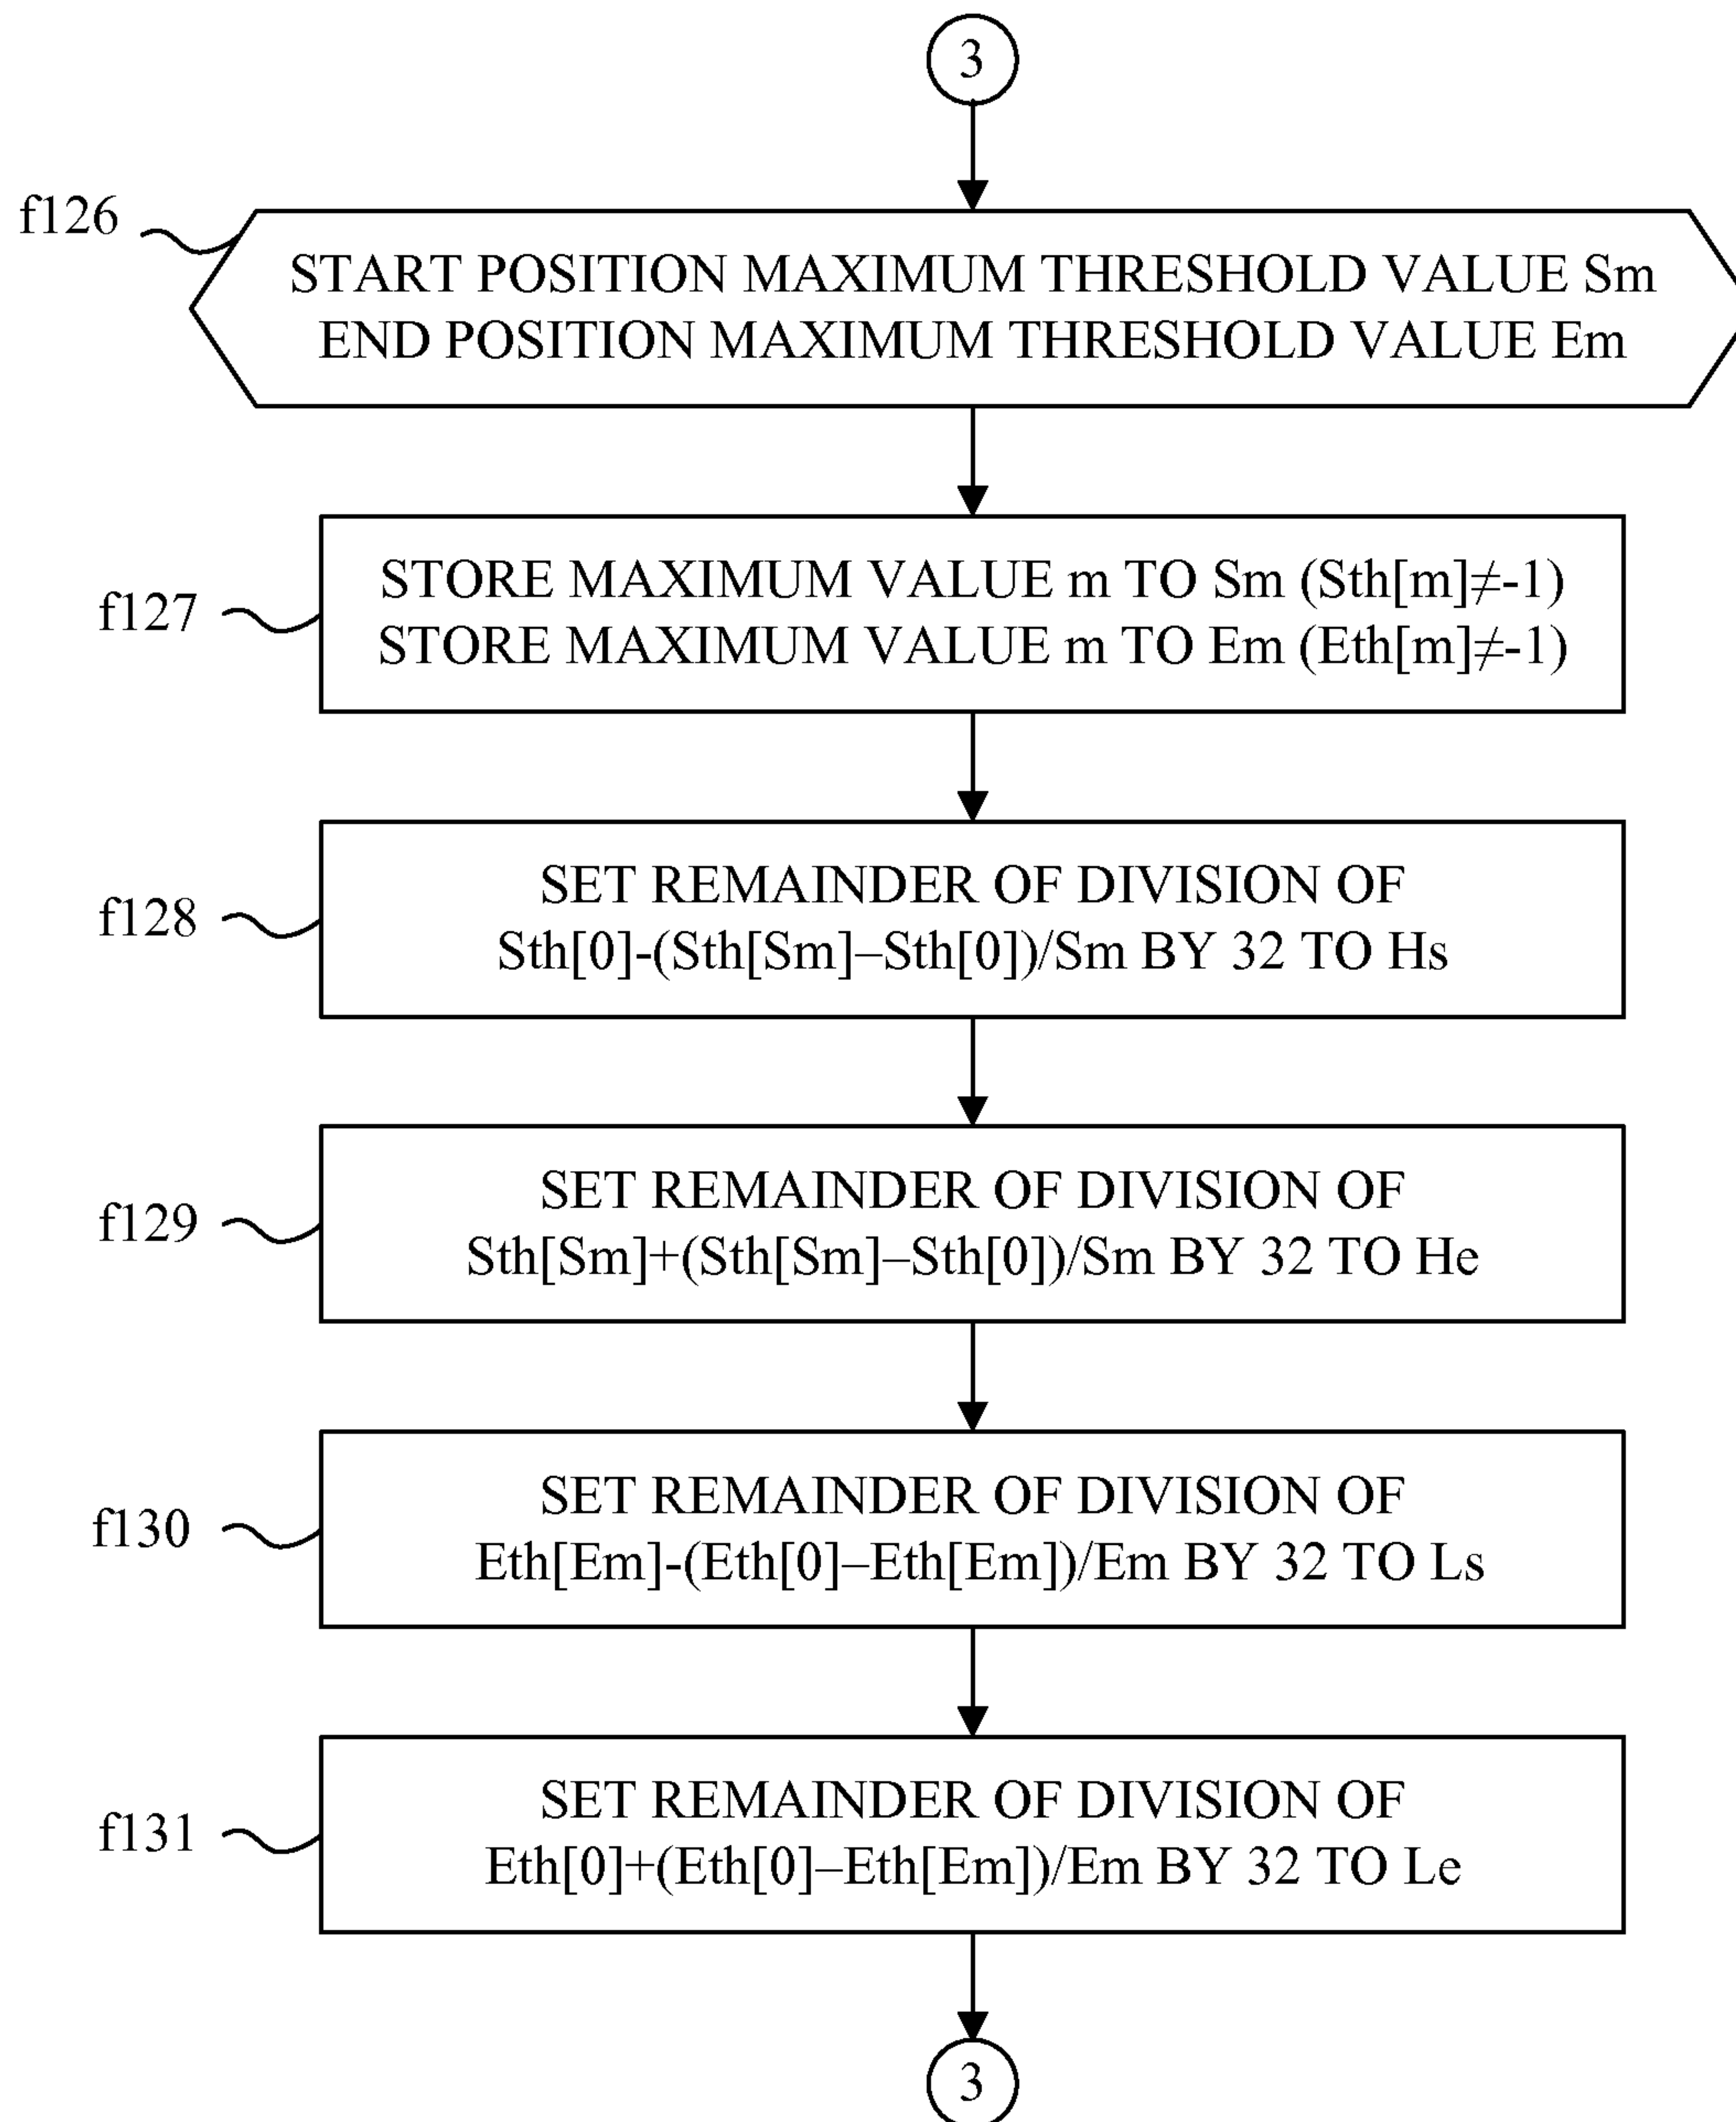 3
f126
START POSITION MAXIMUM THRESHOLD VALUE Sm
END POSITION MAXIMUM THRESHOLD VALUE Em
f127
STORE MAXIMUM VALUE m TO Sm (Sth[m]≠-1)
STORE MAXIMUM VALUE m TO Em (Eth[m]≠-1)
f128
SET REMAINDER OF DIVISION OF
Sth[0]-(Sth[Sm]–Sth[0])/Sm BY 32 TO Hs
f129
SET REMAINDER OF DIVISION OF
Sth[Sm]+(Sth[Sm]–Sth[0])/Sm BY 32 TO He
f130
SET REMAINDER OF DIVISION OF
Eth[Em]-(Eth[0]–Eth[Em])/Em BY 32 TO Ls
f131
SET REMAINDER OF DIVISION OF
Eth[0]+(Eth[0]–Eth[Em])/Em BY 32 TO Le
3